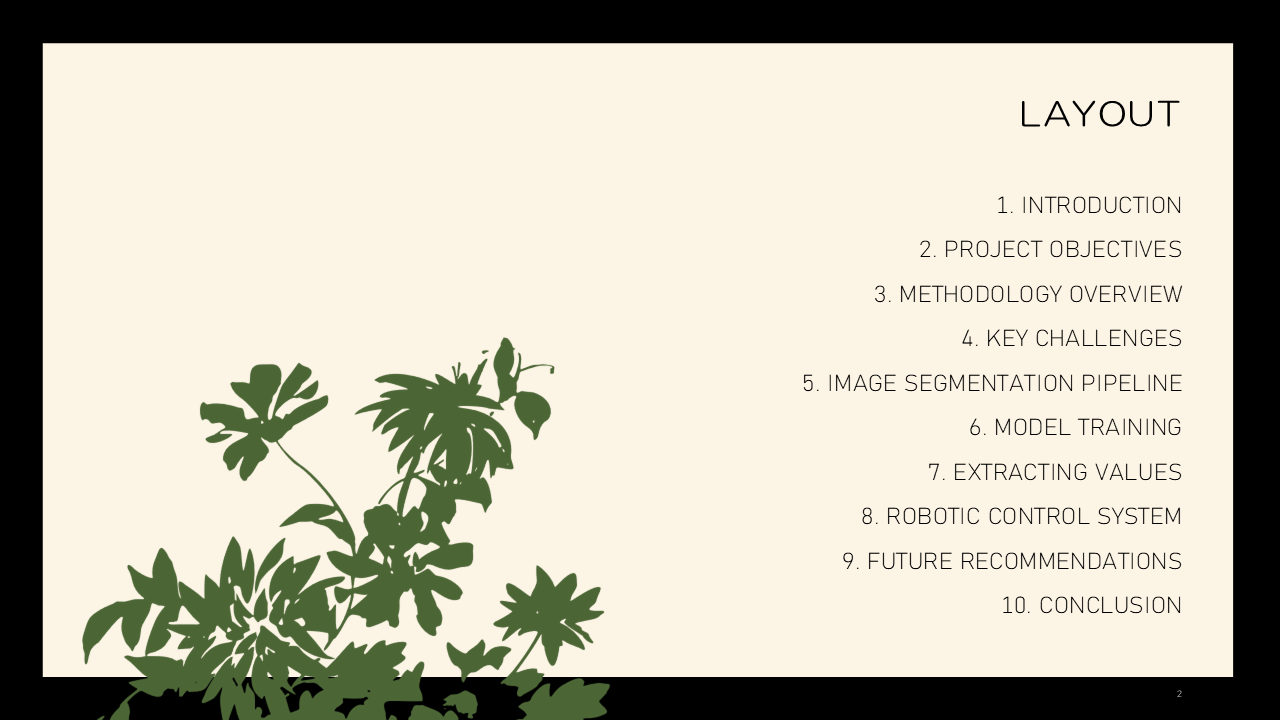 LAYOUT
1. INTRODUCTION
2. PROJECT OBJECTIVES
3. METHODOLOGY OVERVIEW
4. KEY CHALLENGES
5. IMAGE SEGMENTATION PIPELINE
6. MODEL TRAINING
7. EXTRACTING VALUES
8. ROBOTIC CONTROL SYSTEM
9. FUTURE RECOMMENDATIONS
10. CONCLUSION
2